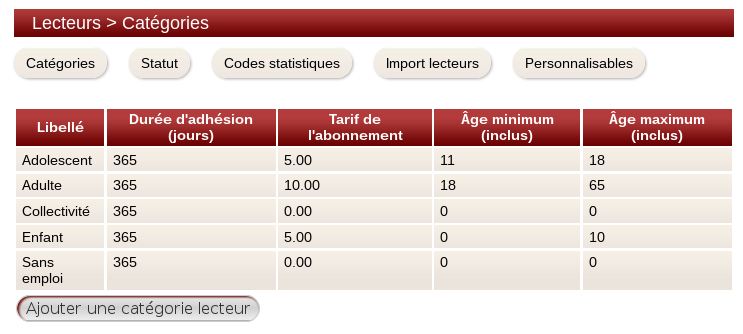 Lecteurs > Catégories
Catégories Statut Codes statistiques Import lecteurs Personnalisables
Libellé Durée d'adhésion (jours) Tarif de l'abonnement Âge minimum (inclus) Âge maximum (inclus)
Adolescent 365 5.00 11 18
Adulte 365 10.00 18 65
Collectivité 365 0.00 0 0
Enfant 365 5.00 0 10
Sans emploi 365 0.00 0 0
Ajouter une catégorie lecteur